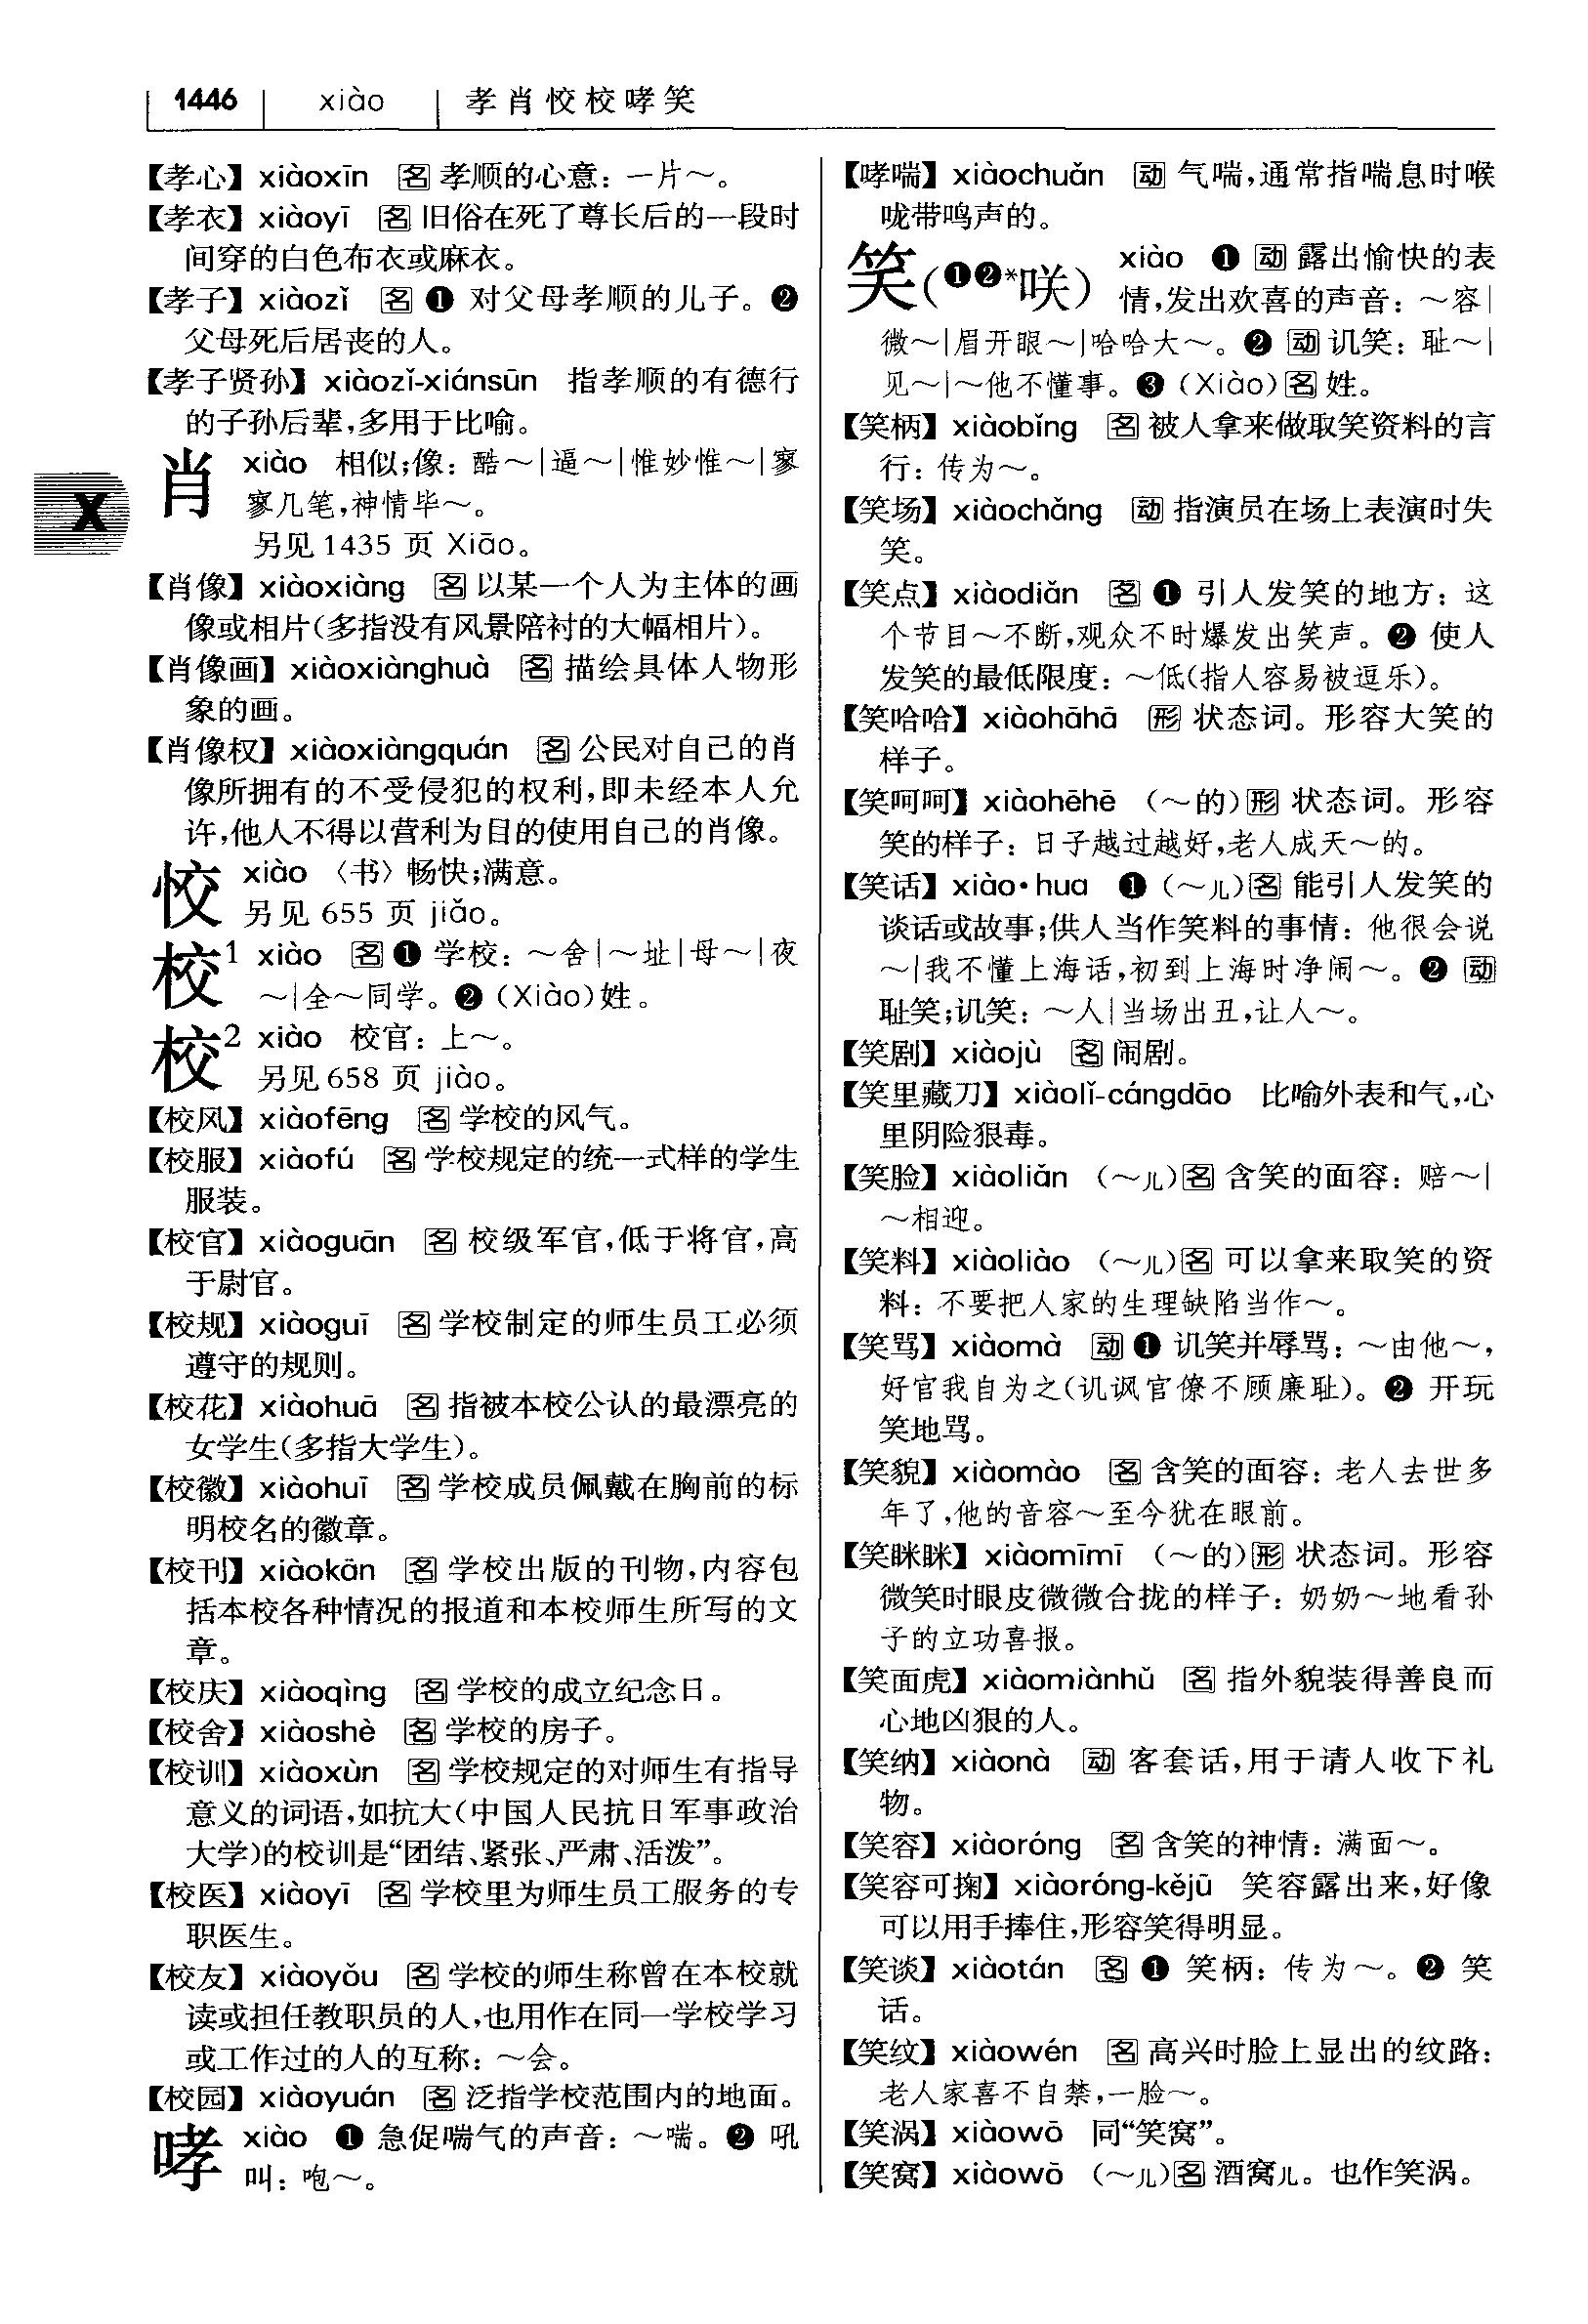 1446 xiào 孝肖恔校哮笑
【孝心】xiàoxīn 名 孝顺的心意：一片～。
【孝衣】xiàoyī 名 旧俗在死了尊长后的一段时
间穿的白色布衣或麻衣。
【孝子】xiàozǐ 名 ❶ 对父母孝顺的儿子。❷
父母死后居丧的人。
【孝子贤孙】xiàozǐ-xiánsūn 指孝顺的有德行
的子孙后辈，多用于比喻。
肖 xiào 相似；像：酷～|逼～|惟妙惟～|寥
寥几笔，神情毕～。
另见 1435 页 Xiāo。
【肖像】xiàoxiàng 名 以某一个人为主体的画
像或相片（多指没有风景陪衬的大幅相片）。
【肖像画】xiàoxiànghuà 名 描绘具体人物形
象的画。
【肖像权】xiàoxiàngquán 名 公民对自己的肖
像所拥有的不受侵犯的权利，即未经本人允
许，他人不得以营利为目的使用自己的肖像。
恔 xiào 〈书〉畅快；满意。
另见 655 页 jiǎo。
校1 xiào 名 ❶ 学校：～舍|～址|母～|夜
～|全～同学。❷（Xiào）姓。
校2 xiào 校官：上～。
另见 658 页 jiào。
【校风】xiàofēng 名 学校的风气。
【校服】xiàofú 名 学校规定的统一式样的学生
服装。
【校官】xiàoguān 名 校级军官，低于将官，高
于尉官。
【校规】xiàoguī 名 学校制定的师生员工必须
遵守的规则。
【校花】xiàohuā 名 指被本校公认的最漂亮的
女学生（多指大学生）。
【校徽】xiàohuī 名 学校成员佩戴在胸前的标
明校名的徽章。
【校刊】xiàokān 名 学校出版的刊物，内容包
括本校各种情况的报道和本校师生所写的文
章。
【校庆】xiàoqìng 名 学校的成立纪念日。
【校舍】xiàoshè 名 学校的房子。
【校训】xiàoxùn 名 学校规定的对师生有指导
意义的词语，如抗大（中国人民抗日军事政治
大学）的校训是“团结、紧张、严肃、活泼”。
【校医】xiàoyī 名 学校里为师生员工服务的专
职医生。
【校友】xiàoyǒu 名 学校的师生称曾在本校就
读或担任教职员的人，也用作在同一学校学习
或工作过的人的互称：～会。
【校园】xiàoyuán 名 泛指学校范围内的地面。
哮 xiào ❶ 急促喘气的声音：～喘。❷ 吼
叫：咆～。
X
【哮喘】xiàochuǎn 动 气喘，通常指喘息时喉
咙带鸣声的。
笑（❶❷*咲） xiào ❶ 动 露出愉快的表
情，发出欢喜的声音：～容|
微～|眉开眼～|哈哈大～。❷ 动 讥笑：耻～|
见～|～他不懂事。❸（Xiào）名 姓。
【笑柄】xiàobǐng 名 被人拿来做取笑资料的言
行：传为～。
【笑场】xiàochǎng 动 指演员在场上表演时失
笑。
【笑点】xiàodiǎn 名 ❶ 引人发笑的地方：这
个节目～不断，观众不时爆发出笑声。❷ 使人
发笑的最低限度：～低（指人容易被逗乐）。
【笑哈哈】xiàohāhā 形 状态词。形容大笑的
样子。
【笑呵呵】xiàohēhē （～的）形 状态词。形容
笑的样子：日子越过越好，老人成天～的。
【笑话】xiào·hua ❶（～儿）名 能引人发笑的
谈话或故事；供人当作笑料的事情：他很会说
～|我不懂上海话，初到上海时净闹～。❷ 动
耻笑；讥笑：～人|当场出丑，让人～。
【笑剧】xiàojù 名 闹剧。
【笑里藏刀】xiàolǐ-cángdāo 比喻外表和气，心
里阴险狠毒。
【笑脸】xiàoliǎn （～儿）名 含笑的面容：赔～|
～相迎。
【笑料】xiàoliào （～儿）名 可以拿来取笑的资
料：不要把人家的生理缺陷当作～。
【笑骂】xiàomà 动 ❶ 讥笑并辱骂：～由他～，
好官我自为之（讥讽官僚不顾廉耻）。❷ 开玩
笑地骂。
【笑貌】xiàomào 名 含笑的面容：老人去世多
年了，他的音容～至今犹在眼前。
【笑眯眯】xiàomīmī （～的）形 状态词。形容
微笑时眼皮微微合拢的样子：奶奶～地看孙
子的立功喜报。
【笑面虎】xiàomiànhǔ 名 指外貌装得善良而
心地凶狠的人。
【笑纳】xiàonà 动 客套话，用于请人收下礼
物。
【笑容】xiàoróng 名 含笑的神情：满面～。
【笑容可掬】xiàoróng-kějū 笑容露出来，好像
可以用手捧住，形容笑得明显。
【笑谈】xiàotán 名 ❶ 笑柄：传为～。❷ 笑
话。
【笑纹】xiàowén 名 高兴时脸上显出的纹路：
老人家喜不自禁，一脸～。
【笑涡】xiàowō 同“笑窝”。
【笑窝】xiàowō （～儿）名 酒窝儿。也作笑涡。